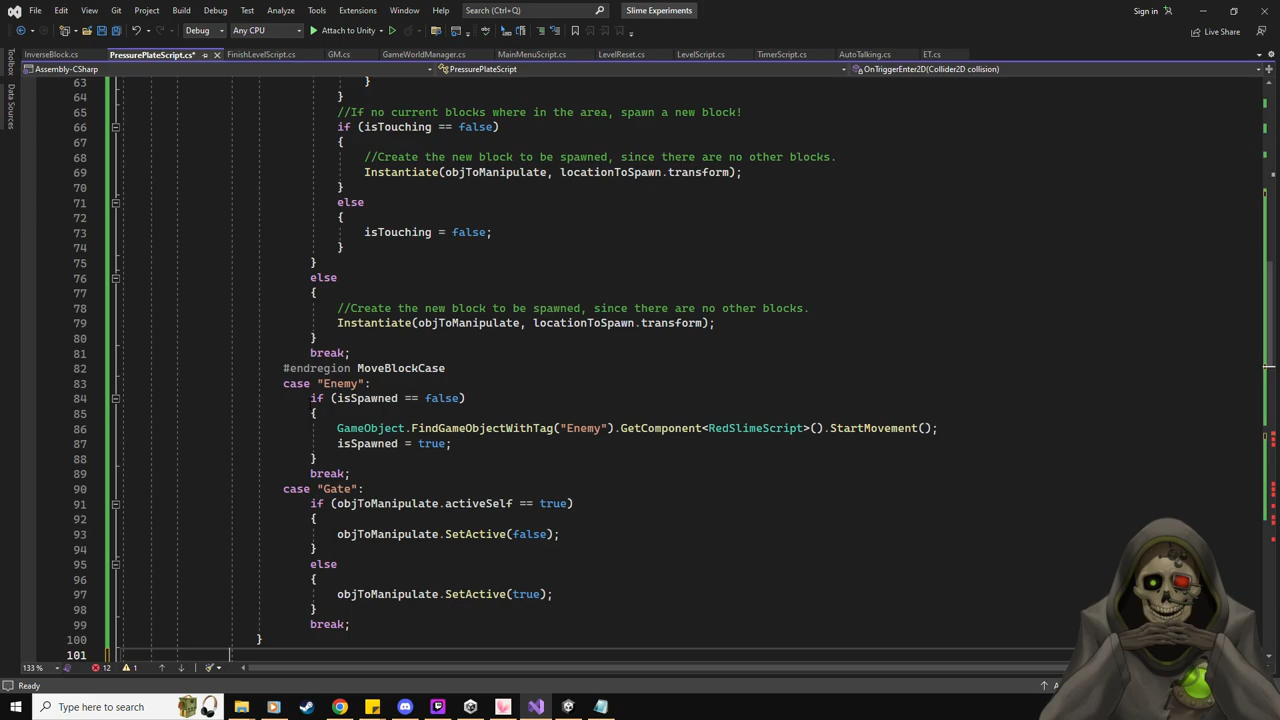 File Edit View Git Project Build Debug Test Analyze Tools Extensions Window Help Search (Ctrl+Q) Slime Experiments Sign in
Debug Any CPU Attach to Unity Live Share
InverseBlock.cs PressurePlateScript.cs* FinishLevelScript.cs GM.cs GameWorldManager.cs MainMenuScript.cs LevelReset.cs LevelScript.cs TimerScript.cs AutoTalking.cs ET.cs
Toolbox
Data Sources
Assembly-CSharp PressurePlateScript OnTriggerEnter2D(Collider2D collision)
63 }
64 }
65 //If no current blocks where in the area, spawn a new block!
66 if (isTouching == false)
67 {
68 //Create the new block to be spawned, since there are no other blocks.
69 Instantiate(objToManipulate, locationToSpawn.transform);
70 }
71 else
72 {
73 isTouching = false;
74 }
75 }
76 else
77 {
78 //Create the new block to be spawned, since there are no other blocks.
79 Instantiate(objToManipulate, locationToSpawn.transform);
80 }
81 break;
82 #endregion MoveBlockCase
83 case "Enemy":
84 if (isSpawned == false)
85 {
86 GameObject.FindGameObjectWithTag("Enemy").GetComponent<RedSlimeScript>().StartMovement();
87 isSpawned = true;
88 }
89 break;
90 case "Gate":
91 if (objToManipulate.activeSelf == true)
92 {
93 objToManipulate.SetActive(false);
94 }
95 else
96 {
97 objToManipulate.SetActive(true);
98 }
99 break;
100 }
101
133 % 12 1
Ready
Type here to search